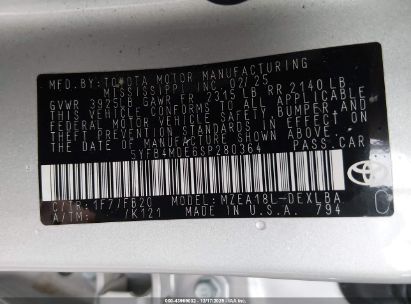 MFD.BY:TOYOTA MOTOR MANUFACTURING
MISSISSIPPI INC. 02/25
GVWR 3925LB GAWR FR 2315LB RR 2140LB
THIS VEHICLE CONFORMS TO ALL APPLICABLE
FEDERAL MOTOR VEHICLE SAFETY, BUMPER, AND
THEFT PREVENTION STANDARDS IN EFFECT ON
THE DATE OF MANUFACTURE SHOWN ABOVE.
5YFB4MDE6SP280364 PASS.CAR
C/TR:1F7/FB20 MODEL:MZEA18L-DEXLBA
A/TM: /K121 MADE IN U.S.A. 794
TOYOTA
C